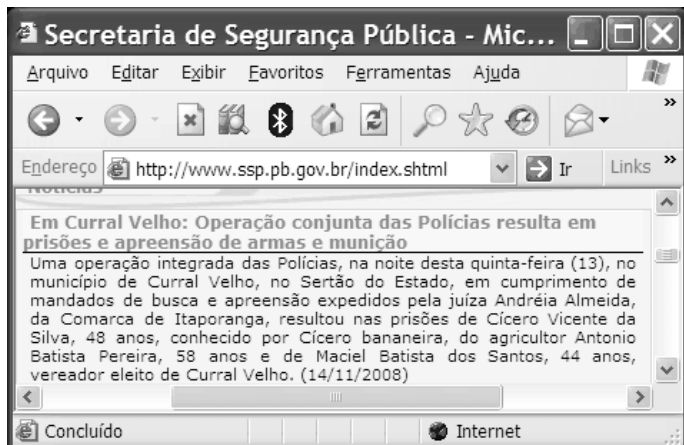 Secretaria de Segurança Pública - Mic...
Arquivo Editar Exibir Favoritos Ferramentas Ajuda
»
Endereço http://www.ssp.pb.gov.br/index.shtml Ir Links »
Notícias
Em Curral Velho: Operação conjunta das Polícias resulta em
prisões e apreensão de armas e munição
Uma operação integrada das Polícias, na noite desta quinta-feira (13), no
município de Curral Velho, no Sertão do Estado, em cumprimento de
mandados de busca e apreensão expedidos pela juíza Andréia Almeida,
da Comarca de Itaporanga, resultou nas prisões de Cícero Vicente da
Silva, 48 anos, conhecido por Cícero bananeira, do agricultor Antonio
Batista Pereira, 58 anos e de Maciel Batista dos Santos, 44 anos,
vereador eleito de Curral Velho. (14/11/2008)
Concluído Internet